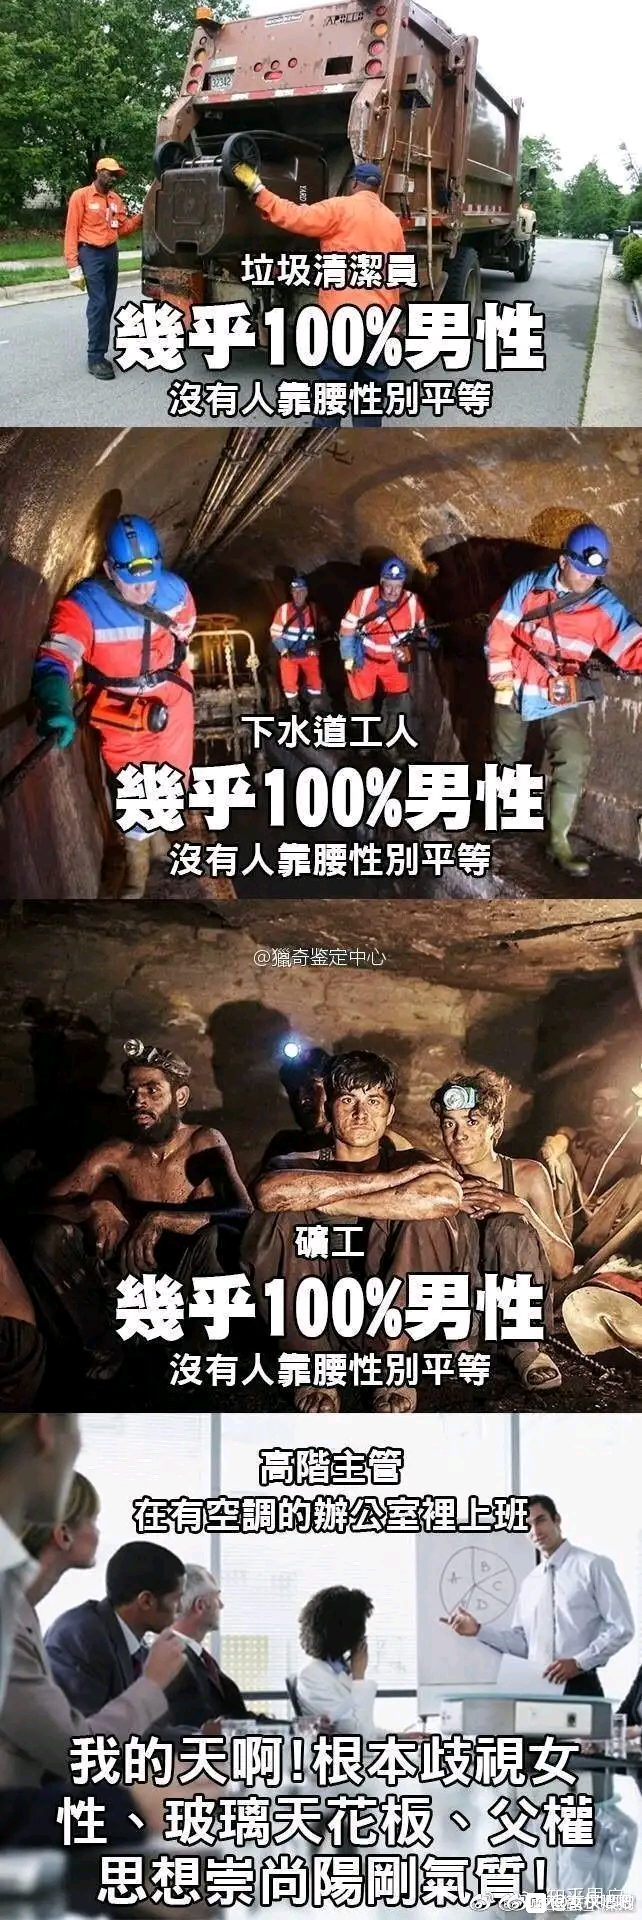 APOLLO
32342
YARD
垃圾清潔員
幾乎100%男性
沒有人靠腰性別平等
下水道工人
幾乎100%男性
沒有人靠腰性別平等
@獵奇鉴定中心
礦工
幾乎100%男性
沒有人靠腰性別平等
高階主管
在有空調的辦公室裡上班
A
B
C
D
我的天啊!根本歧視女
性、玻璃天花板、父權
思想崇尚陽剛氣質!